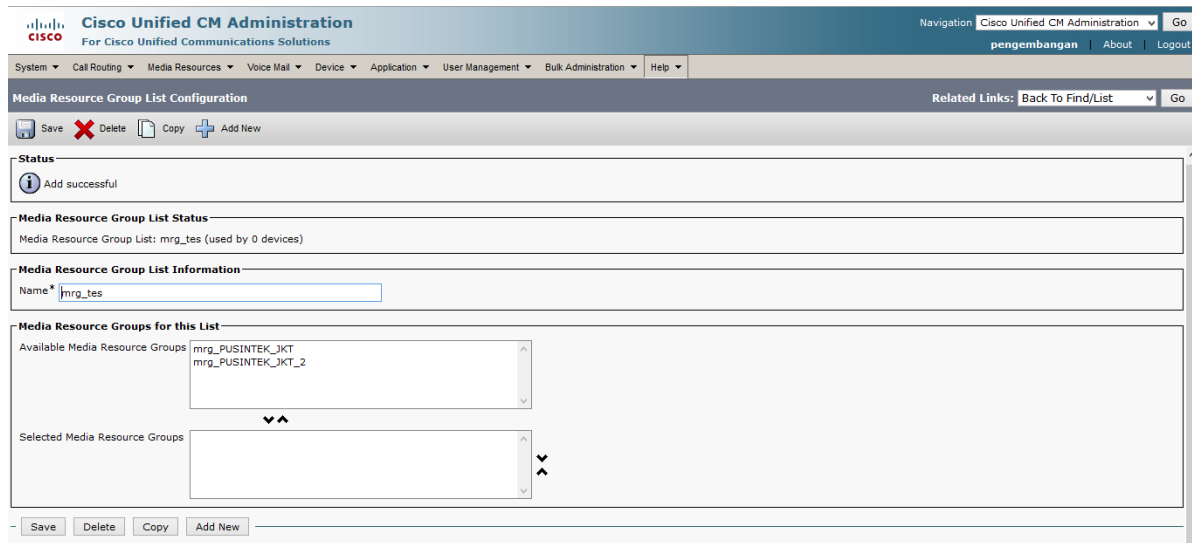 CISCO
Cisco Unified CM Administration
For Cisco Unified Communications Solutions
Navigation Cisco Unified CM Administration Go
pengembangan | About | Logout
System Call Routing Media Resources Voice Mail Device Application User Management Bulk Administration Help
Media Resource Group List Configuration
Related Links: Back To Find/List Go
Save Delete Copy Add New
Status
Add successful
Media Resource Group List Status
Media Resource Group List: mrg_tes (used by 0 devices)
Media Resource Group List Information
Name* mrg_tes
Media Resource Groups for this List
Available Media Resource Groups mrg_PUSINTEK_JKT
mrg_PUSINTEK_JKT_2
Selected Media Resource Groups
Save Delete Copy Add New